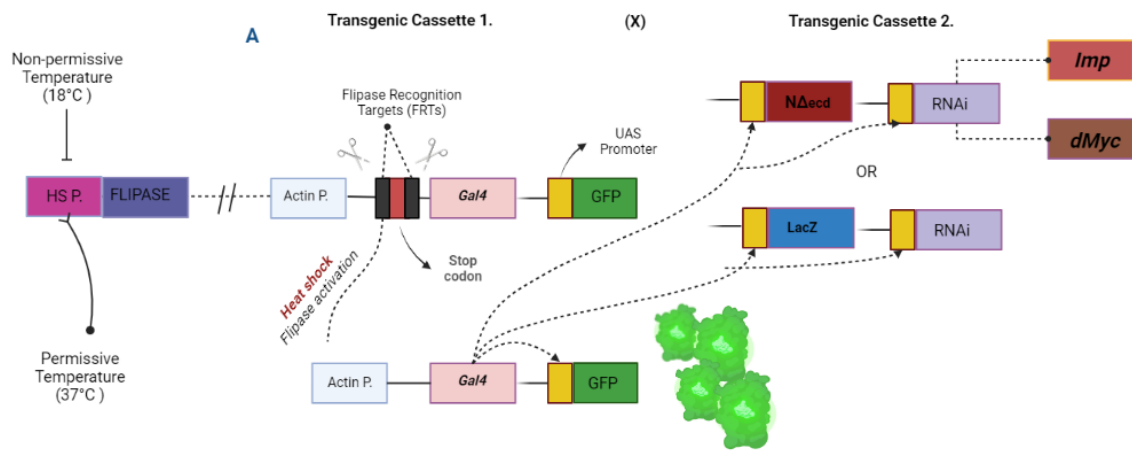 A
Transgenic Cassette 1.
(X)
Transgenic Cassette 2.
Non-permissive
Temperature
(18°C )
Flipase Recognition
Targets (FRTs)
UAS
Promoter
Imp
NΔecd
RNAi
dMyc
OR
HS P.
FLIPASE
Actin P.
Gal4
GFP
LacZ
RNAi
Stop
codon
Heat shock
Flipase activation
Permissive
Temperature
(37°C )
Actin P.
Gal4
GFP